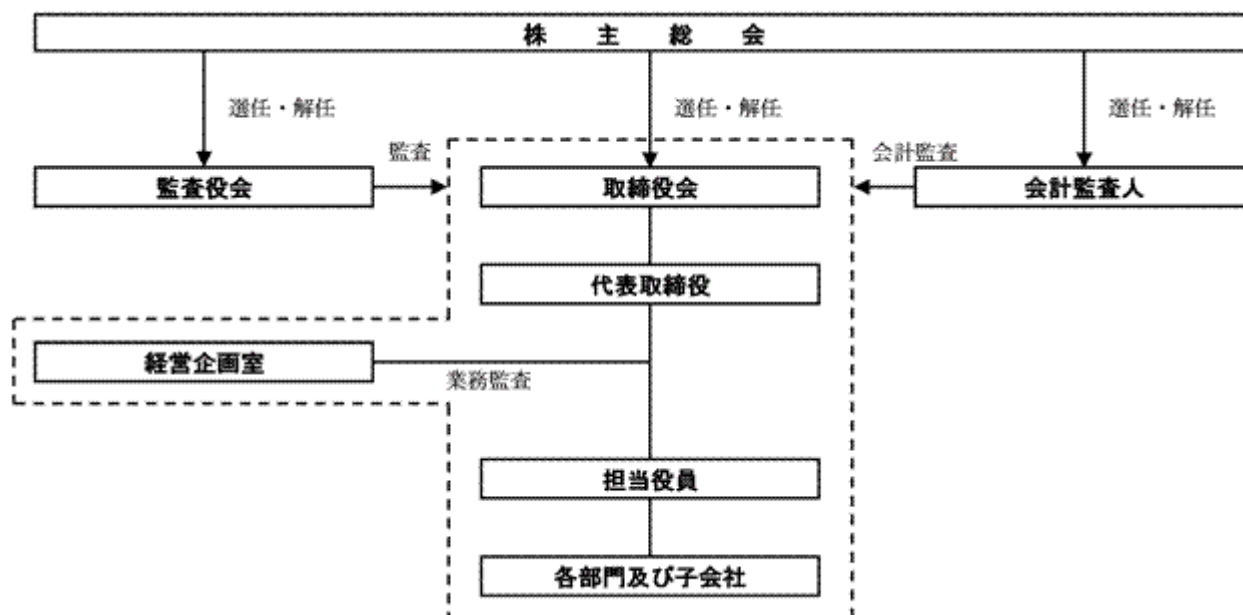 株主総会
選任・解任
選任・解任
選任・解任
監査
会計監査
監査役会
取締役会
会計監査人
代表取締役
経営企画室
業務監査
担当役員
各部門及び子会社